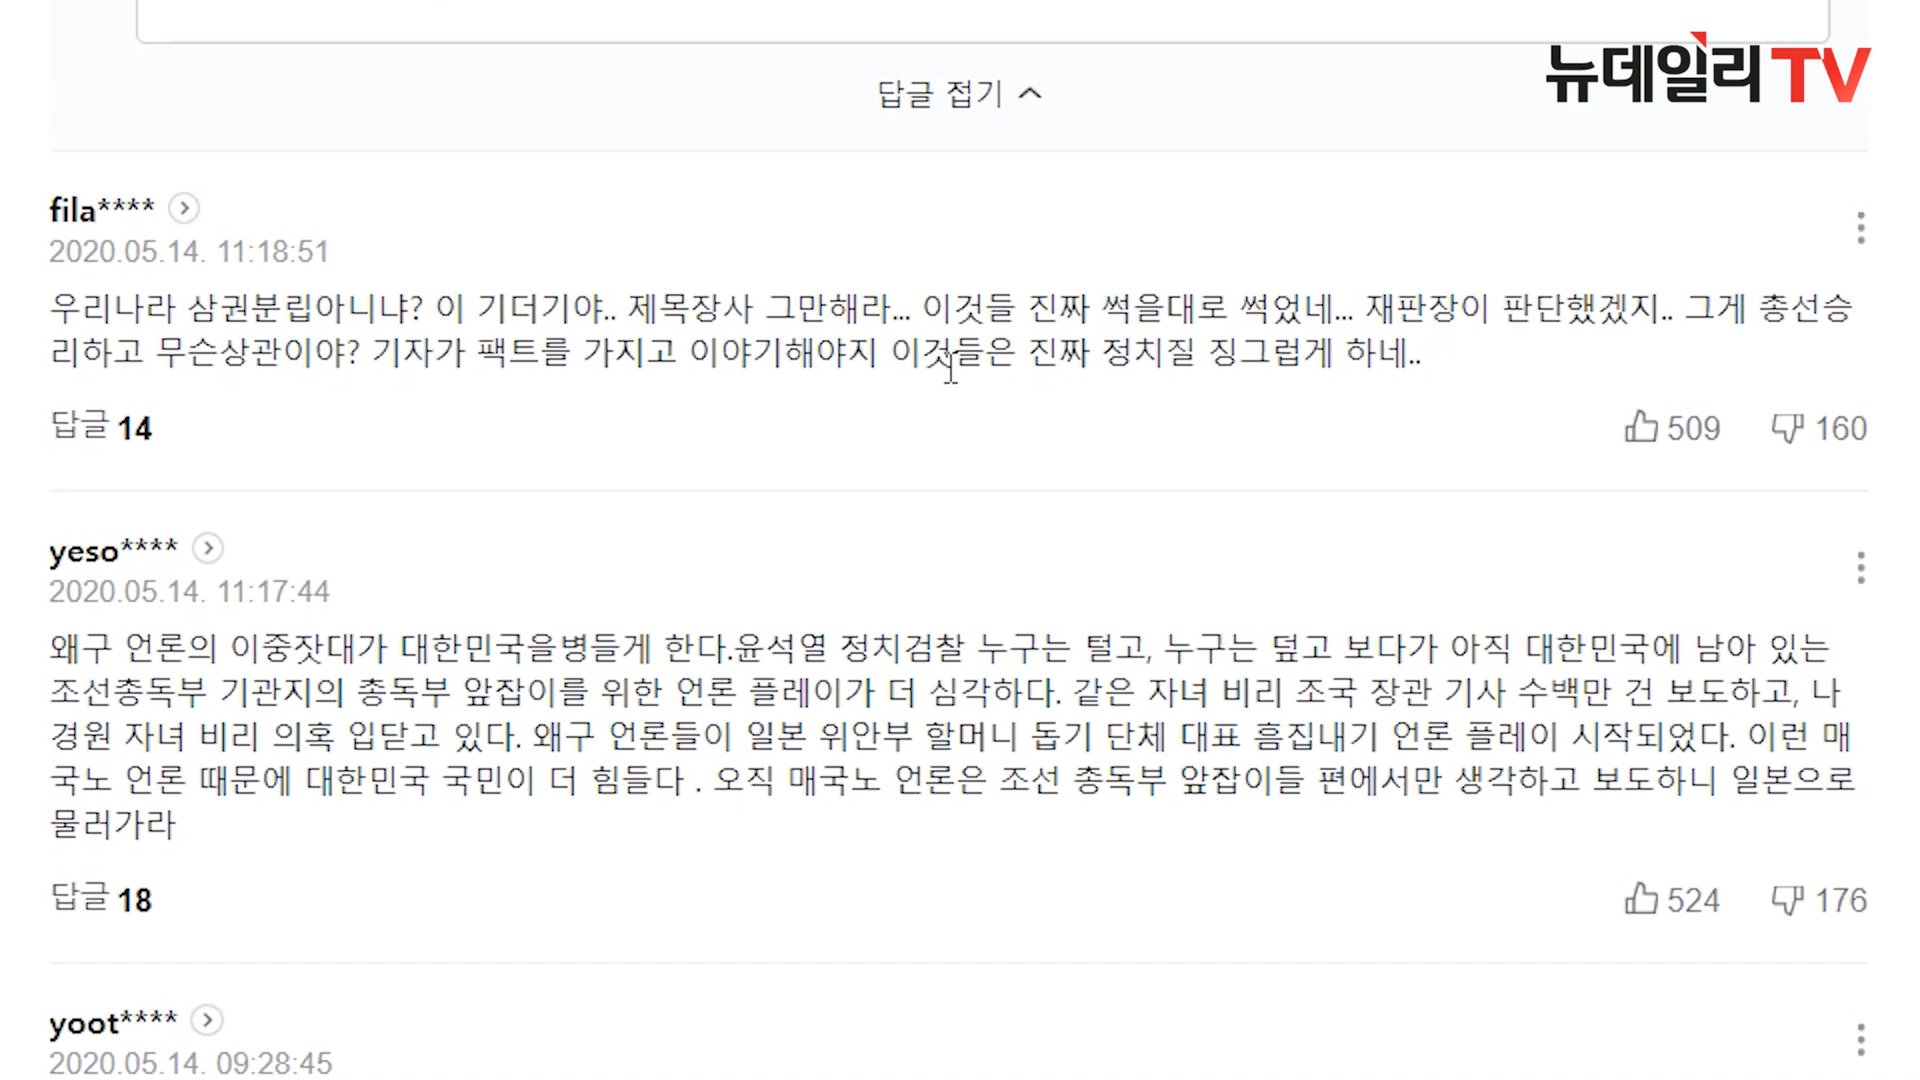 답글 접기
뉴데일리 TV
fila****
2020.05.14. 11:18:51
우리나라 삼권분립아니냐? 이 기더기야.. 제목장사 그만해라... 이것들 진짜 썩을대로 썩었네... 재판장이 판단했겠지.. 그게 총선승
리하고 무슨상관이야? 기자가 팩트를 가지고 이야기해야지 이것들은 진짜 정치질 징그럽게 하네..
답글 14
509 160
yeso****
2020.05.14. 11:17:44
왜구 언론의 이중잣대가 대한민국을병들게 한다.윤석열 정치검찰 누구는 털고, 누구는 덮고 보다가 아직 대한민국에 남아 있는
조선총독부 기관지의 총독부 앞잡이를 위한 언론 플레이가 더 심각하다. 같은 자녀 비리 조국 장관 기사 수백만 건 보도하고, 나
경원 자녀 비리 의혹 입닫고 있다. 왜구 언론들이 일본 위안부 할머니 돕기 단체 대표 흠집내기 언론 플레이 시작되었다. 이런 매
국노 언론 때문에 대한민국 국민이 더 힘들다 . 오직 매국노 언론은 조선 총독부 앞잡이들 편에서만 생각하고 보도하니 일본으로
물러가라
답글 18
524 176
yoot****
2020.05.14. 09:28:45